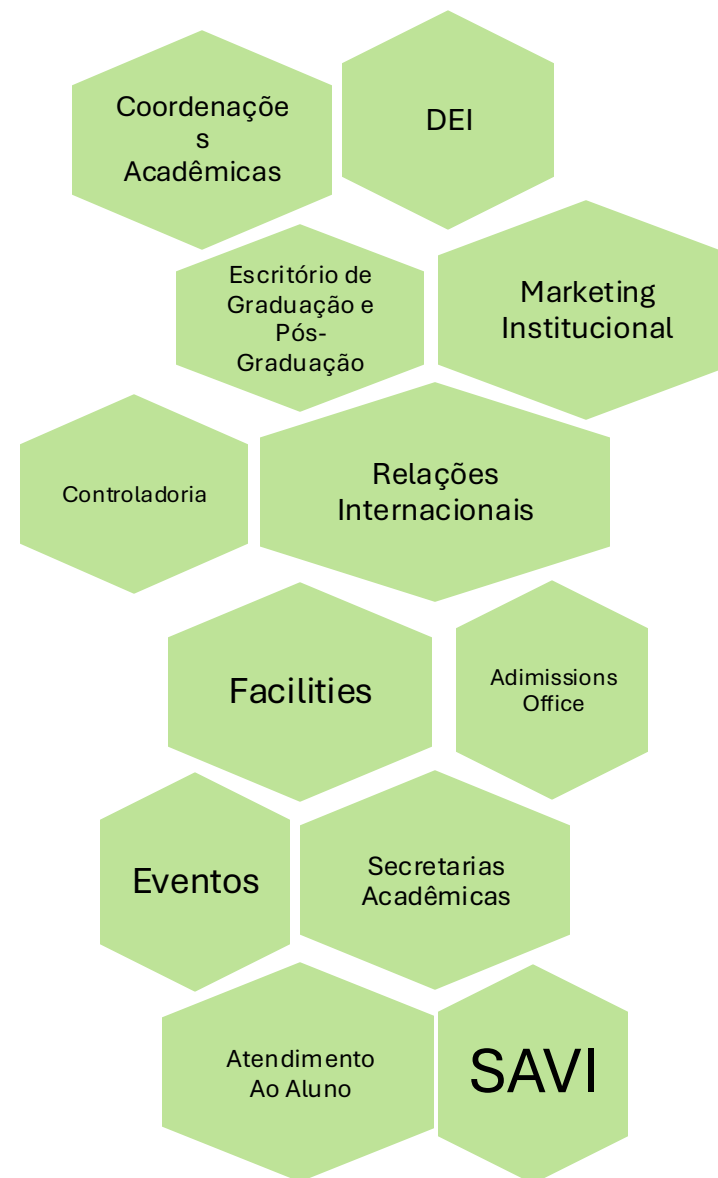 Coordenaçõe
s
Acadêmicas
DEI
Escritório de
Graduação e
Pós-
Graduação
Marketing
Institucional
Controladoria
Relações
Internacionais
Facilities
Adimissions
Office
Eventos
Secretarias
Acadêmicas
Atendimento
Ao Aluno
SAVI